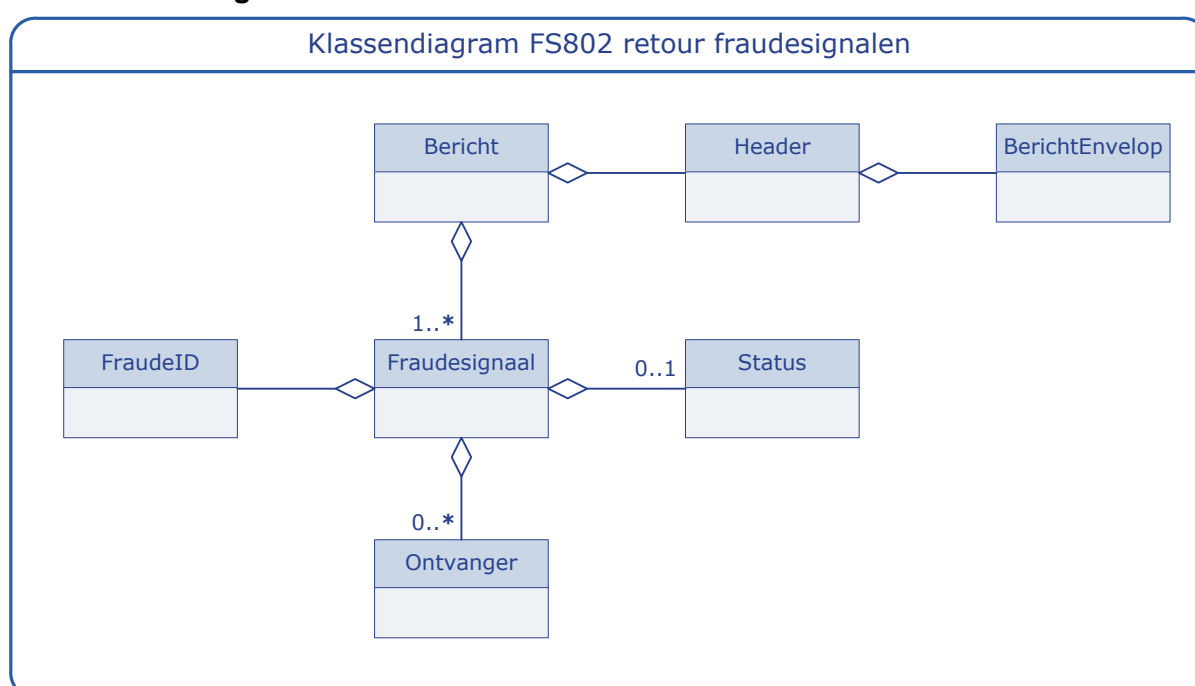 Klassendiagram FS802 retour fraudesignalen
Bericht
Header
BerichtEnvelop
1..*
FraudeID
Fraudesignaal
0..1
Status
0..*
Ontvanger